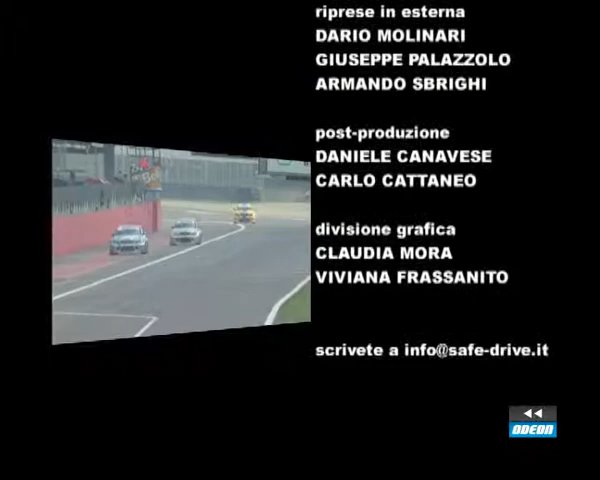 riprese in esterna
DARIO MOLINARI
GIUSEPPE PALAZZOLO
ARMANDO SBRIGHI
post-produzione
DANIELE CANAVESE
CARLO CATTANEO
divisione grafica
CLAUDIA MORA
VIVIANA FRASSANITO
scrivete a info@safe-drive.it
ODEON